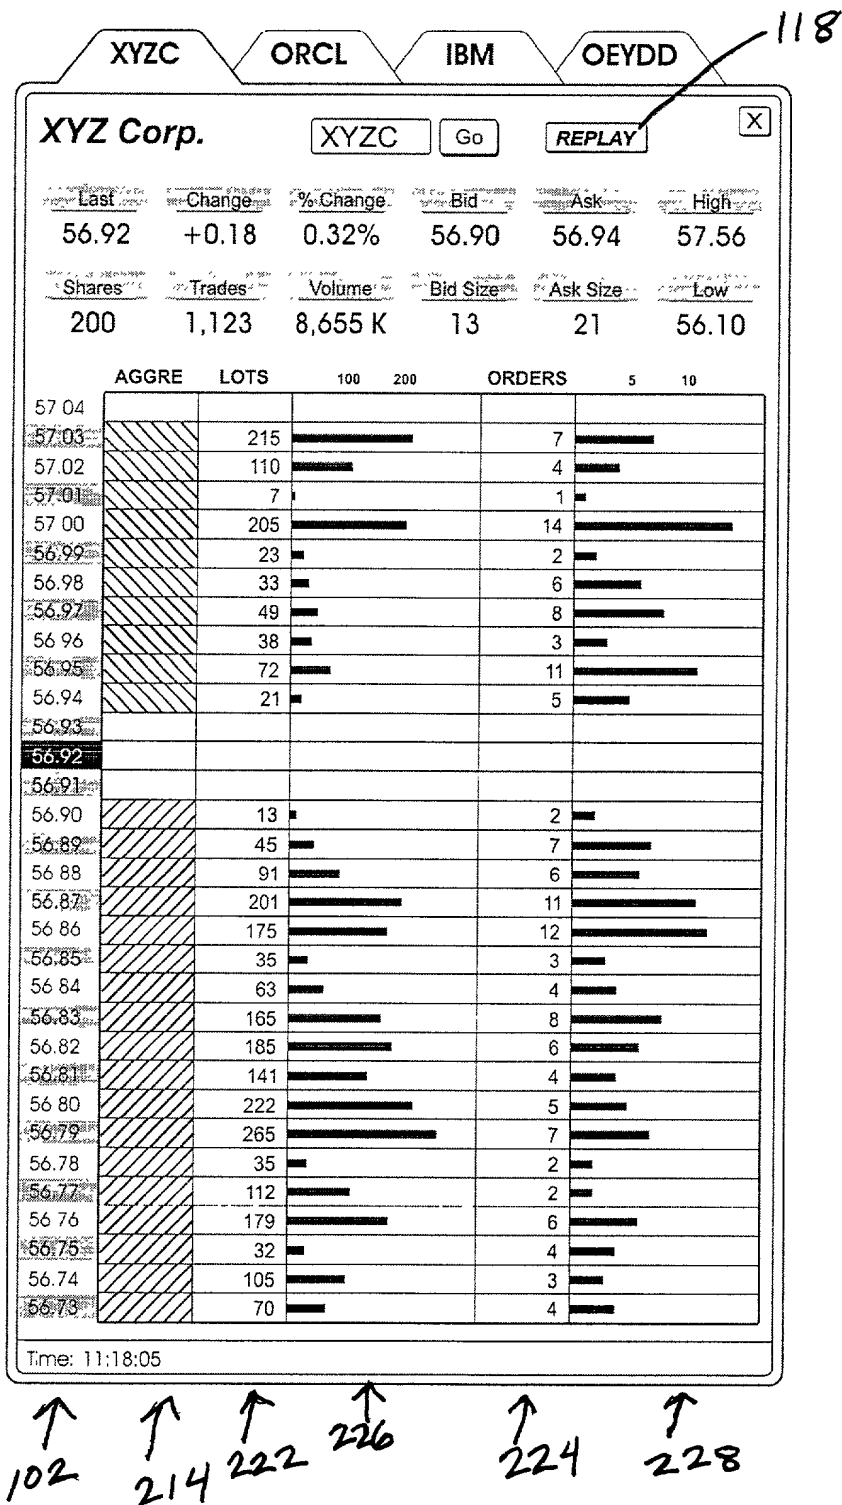 118
XYZC ORCL IBM OEYDD
XYZ Corp. XYZC Go REPLAY X
Last Change % Change Bid Ask High
56.92 +0.18 0.32% 56.90 56.94 57.56
Shares Trades Volume Bid Size Ask Size Low
200 1,123 8,655 K 13 21 56.10
AGGRE LOTS 100 200 ORDERS 5 10
57 04
57.03 215 7
57.02 110 4
57.01 7 1
57 00 205 14
56.99 23 2
56.98 33 6
56.97 49 8
56 96 38 3
56.95 72 11
56.94 21 5
56.93
56.92
56.91
56.90 13 2
56.89 45 7
56 88 91 6
56.87 201 11
56 86 175 12
56.85 35 3
56 84 63 4
56.83 165 8
56.82 185 6
56.81 141 4
56 80 222 5
56.79 265 7
56.78 35 2
56.77 112 2
56 76 179 6
56.75 32 4
56.74 105 3
56.73 70 4
Time: 11:18:05
102 214 222 226 224 228